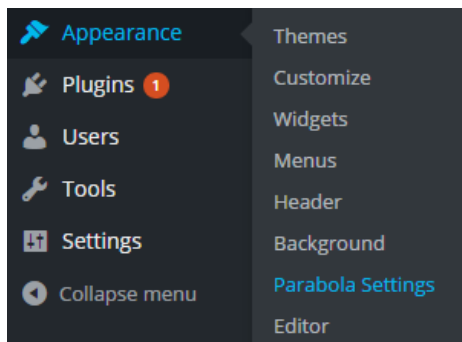 Appearance
Plugins 1
Users
Tools
Settings
Collapse menu
Themes
Customize
Widgets
Menus
Header
Background
Parabola Settings
Editor